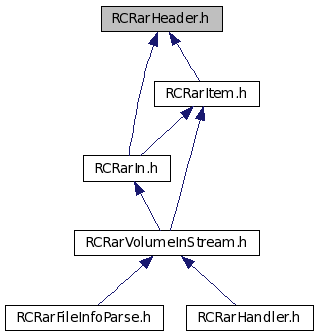 RCRarHeader.h
RCRarItem.h
RCRarIn.h
RCRarVolumeInStream.h
RCRarFileInfoParse.h
RCRarHandler.h